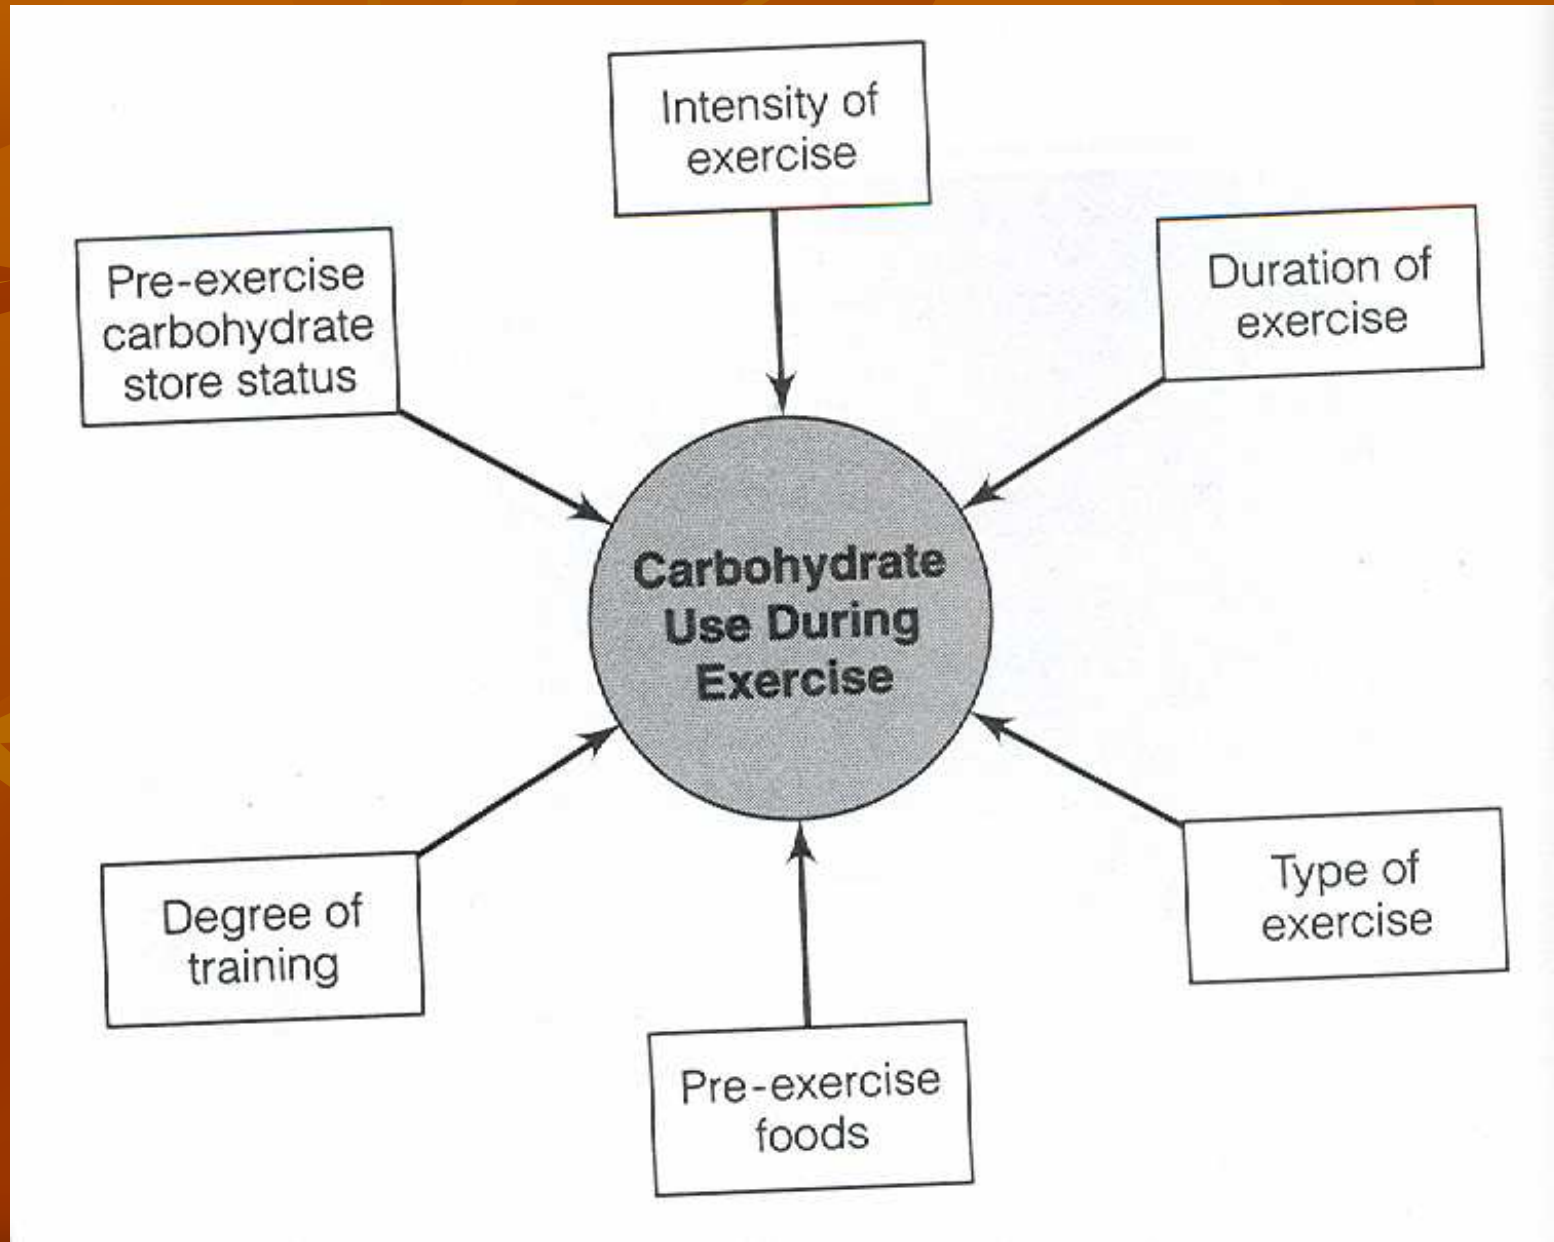 Intensity of
exercise
Duration of
exercise
Pre-exercise
carbohydrate
store status
Carbohydrate
Use During
Exercise
Type of
exercise
Degree of
training
Pre-exercise
foods